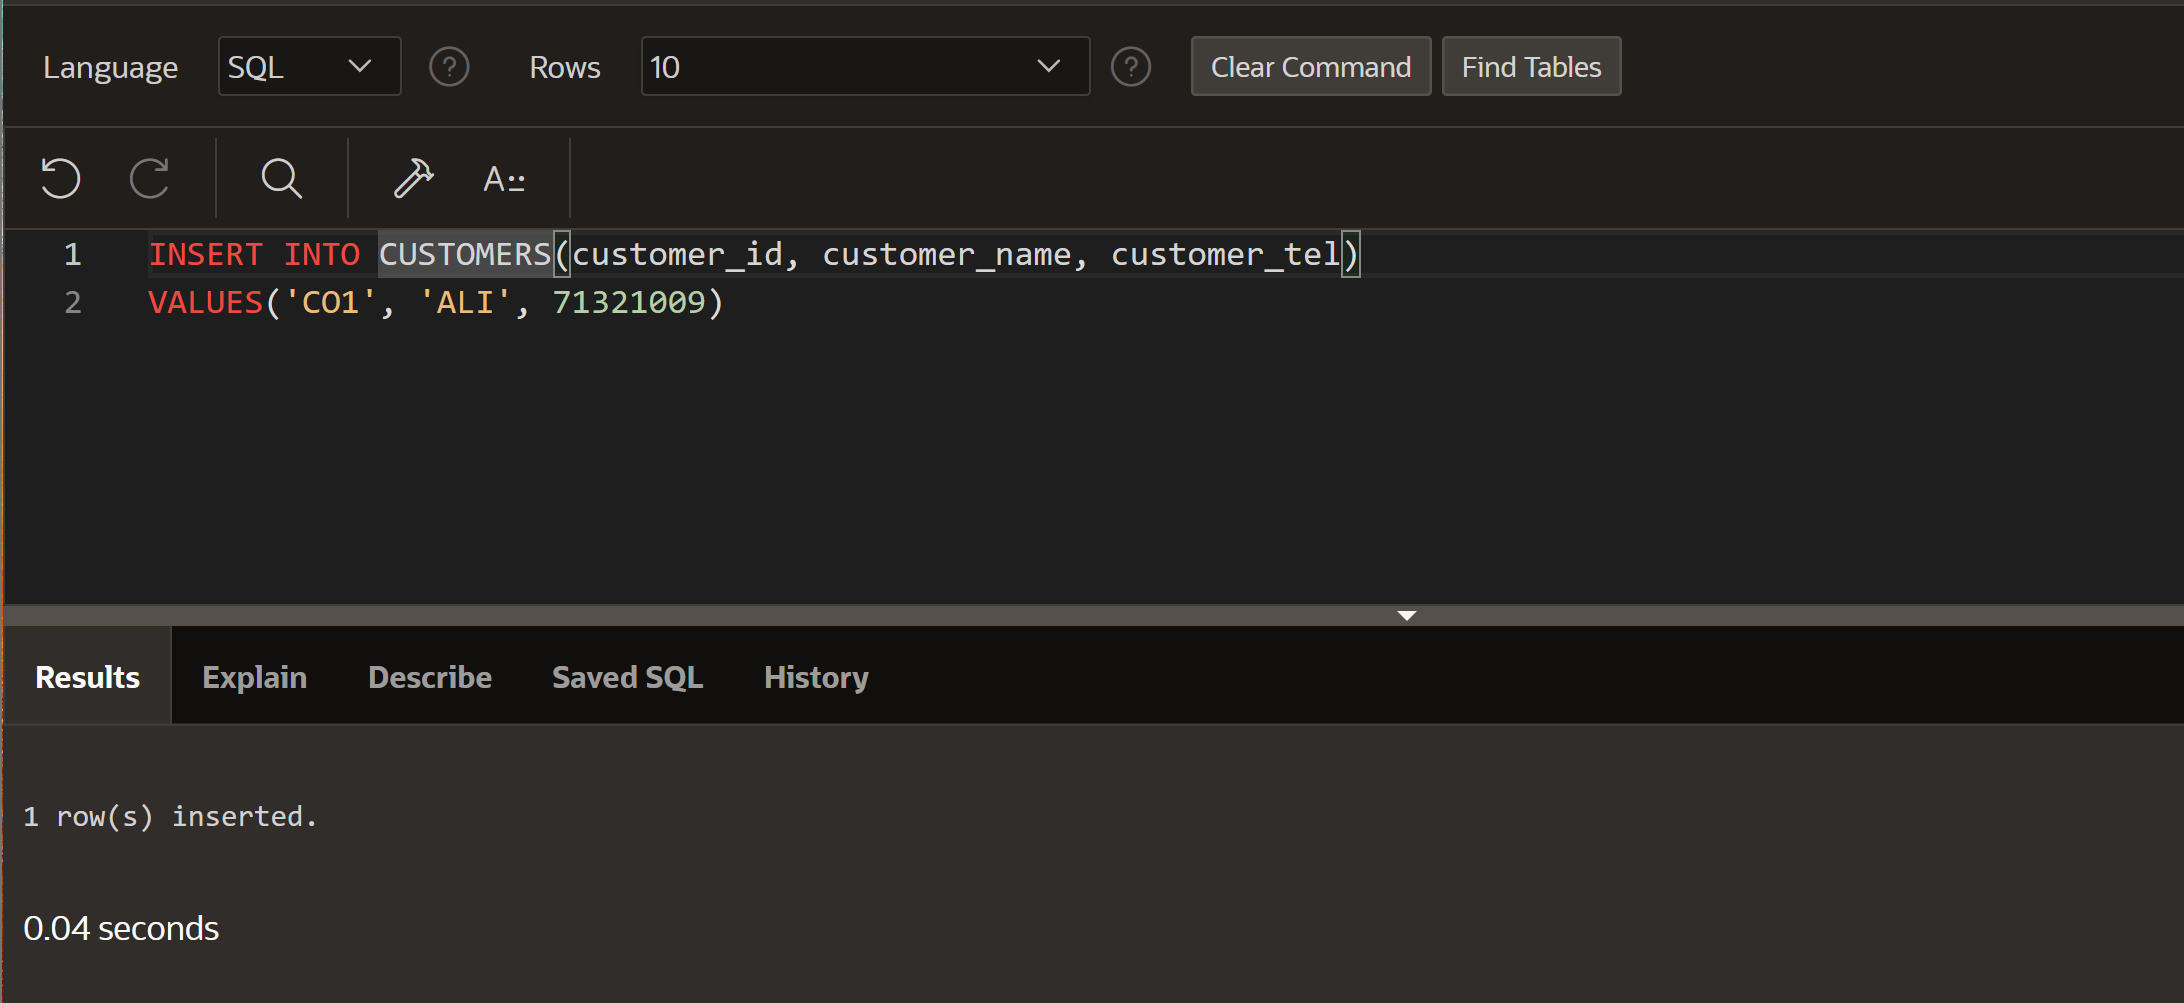 Language SQL ? Rows 10 ? Clear Command Find Tables
A
1 INSERT INTO CUSTOMERS(customer_id, customer_name, customer_tel)
2 VALUES('CO1', 'ALI', 71321009)
Results Explain Describe Saved SQL History
1 row(s) inserted.
0.04 seconds